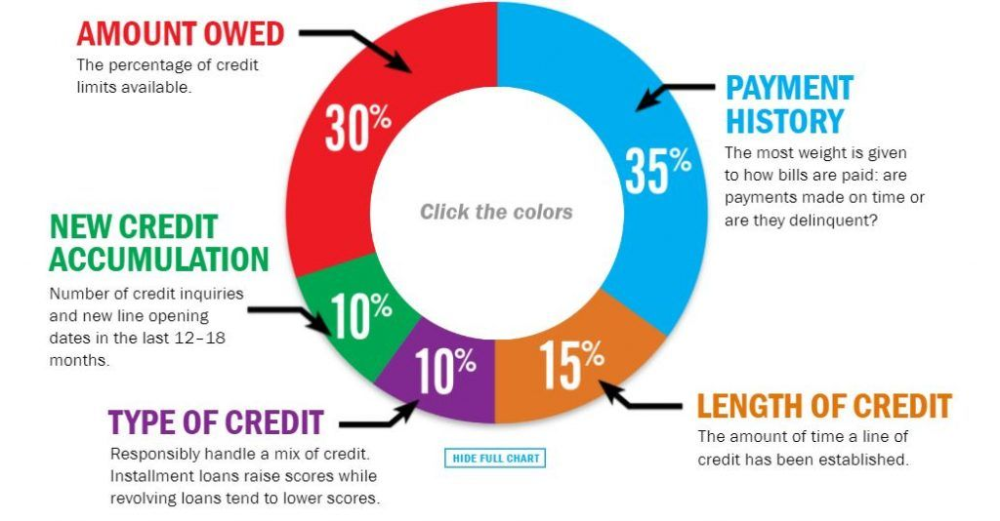 AMOUNT OWED
The percentage of credit
limits available.
30%
PAYMENT
HISTORY
The most weight is given
to how bills are paid: are
payments made on time or
are they delinquent?
35%
Click the colors
NEW CREDIT
ACCUMULATION
Number of credit inquiries
and new line opening
dates in the last 12–18
months.
10%
10%
15%
TYPE OF CREDIT
Responsibly handle a mix of credit.
Installment loans raise scores while
revolving loans tend to lower scores.
LENGTH OF CREDIT
The amount of time a line of
credit has been established.
HIDE FULL CHART